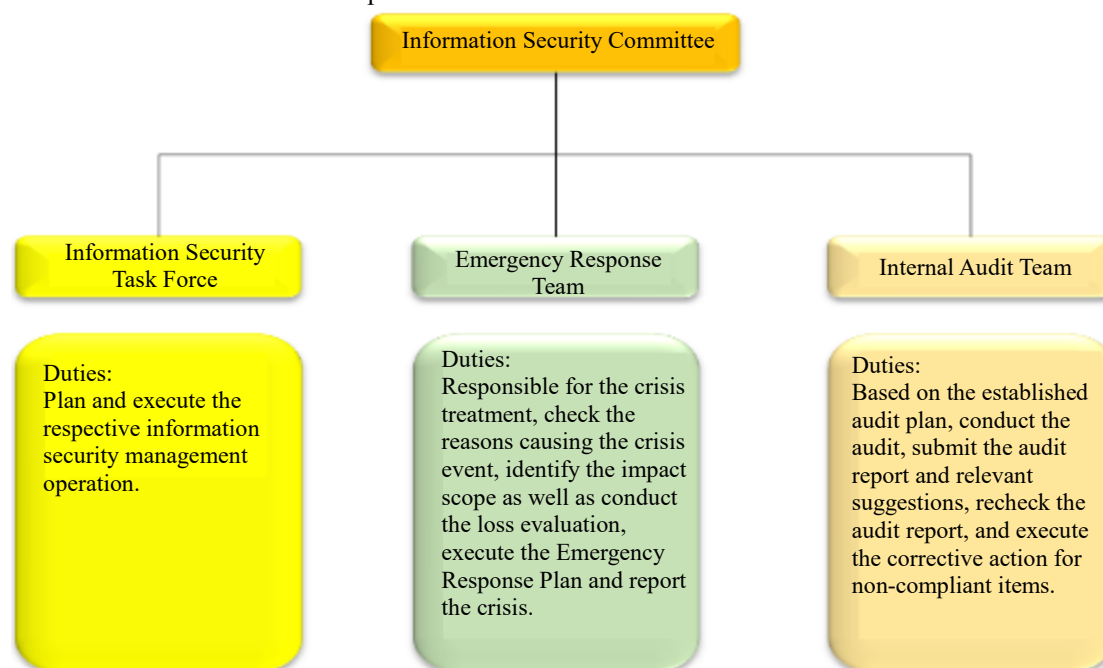 Information Security Committee
Information Security
Task Force
Emergency Response
Team
Internal Audit Team
Duties:
Plan and execute the
respective information
security management
operation.
Duties:
Responsible for the crisis
treatment, check the
reasons causing the crisis
event, identify the impact
scope as well as conduct
the loss evaluation,
execute the Emergency
Response Plan and report
the crisis.
Duties:
Based on the established
audit plan, conduct the
audit, submit the audit
report and relevant
suggestions, recheck the
audit report, and execute
the corrective action for
non-compliant items.